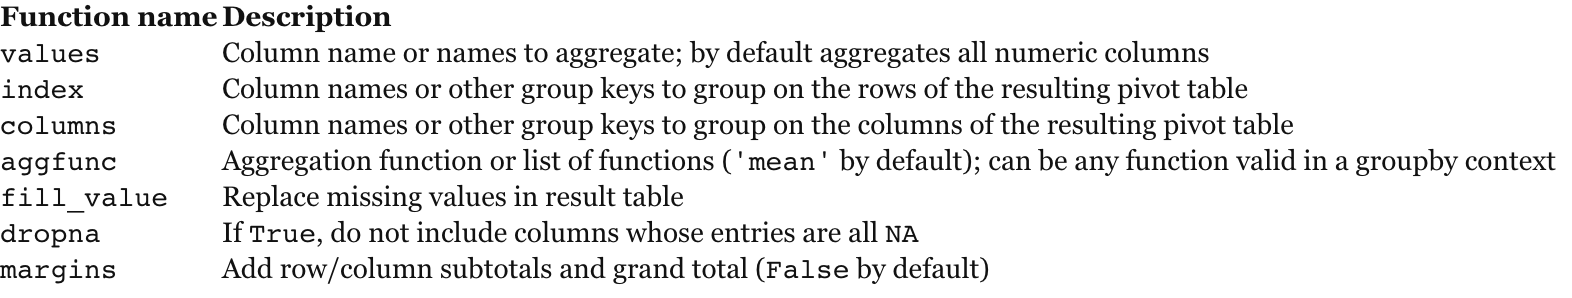 Function name Description
values Column name or names to aggregate; by default aggregates all numeric columns
index Column names or other group keys to group on the rows of the resulting pivot table
columns Column names or other group keys to group on the columns of the resulting pivot table
aggfunc Aggregation function or list of functions ('mean' by default); can be any function valid in a groupby context
fill_value Replace missing values in result table
dropna If True, do not include columns whose entries are all NA
margins Add row/column subtotals and grand total (False by default)